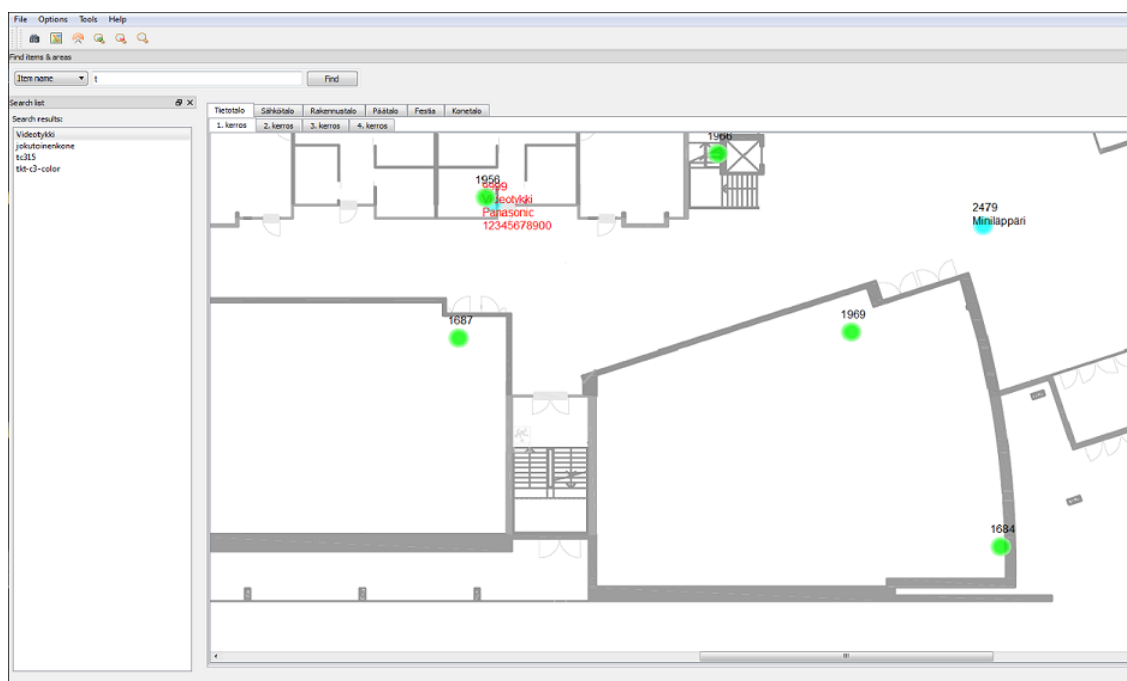 File Options Tools Help
Find items & areas
Item name t Find
Search list
Search results:
Videotykki
jokutoinenkone
tc315
tkt-c3-color
Tietotalo Sähkötalo Rakennustalo Päätalo Festia Konetalo
1. kerros 2. kerros 3. kerros 4. kerros
1966
1956
9999
Videotykki
Panasonic
12345678900
2479
Miniläppäri
1687
1969
1684